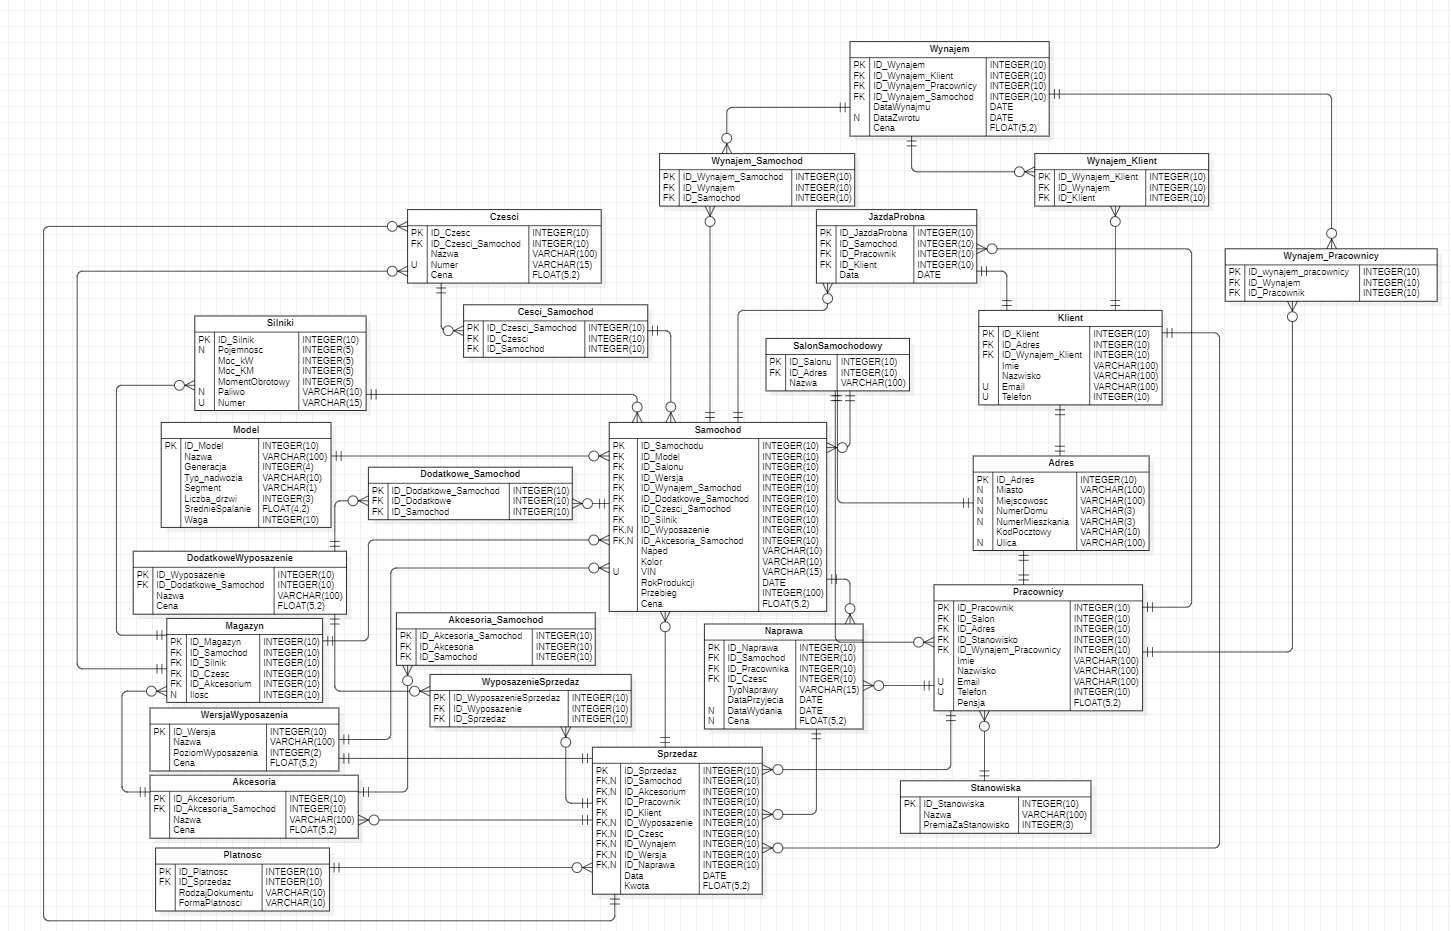 Wynajem
PK ID_Wynajem INTEGER(10)
FK ID_Wynajem_Klient INTEGER(10)
FK ID_Wynajem_Pracownicy INTEGER(10)
FK ID_Wynajem_Samochod INTEGER(10)
DataWynajmu DATE
N DataZwrotu DATE
Cena FLOAT(5,2)
Wynajem_Samochod
PK ID_Wynajem_Samochod INTEGER(10)
FK ID_Wynajem INTEGER(10)
FK ID_Samochod INTEGER(10)
Wynajem_Klient
PK ID_Wynajem_Klient INTEGER(10)
FK ID_Wynajem INTEGER(10)
FK ID_Klient INTEGER(10)
Czesci
PK ID_Czesc INTEGER(10)
FK ID_Czesci_Samochod INTEGER(10)
Nazwa VARCHAR(100)
U Numer VARCHAR(15)
Cena FLOAT(5,2)
JazdaProbna
PK ID_JazdaProbna INTEGER(10)
FK ID_Samochod INTEGER(10)
FK ID_Pracownik INTEGER(10)
FK ID_Klient INTEGER(10)
Data DATE
Wynajem_Pracownicy
PK ID_wynajem_pracownicy INTEGER(10)
FK ID_Wynajem INTEGER(10)
FK ID_Pracownik INTEGER(10)
Cesci_Samochod
PK ID_Czesci_Samochod INTEGER(10)
FK ID_Czesci INTEGER(10)
FK ID_Samochod INTEGER(10)
Klient
PK ID_Klient INTEGER(10)
FK ID_Adres INTEGER(10)
FK ID_Wynajem_Klient INTEGER(10)
Imie VARCHAR(100)
Nazwisko VARCHAR(100)
U Email VARCHAR(100)
U Telefon INTEGER(10)
Silniki
PK ID_Silnik INTEGER(10)
N Pojemnosc INTEGER(5)
Moc_kW INTEGER(5)
Moc_KM INTEGER(5)
MomentObrotowy INTEGER(5)
N Paliwo VARCHAR(10)
U Numer VARCHAR(15)
SalonSamochodowy
PK ID_Salonu INTEGER(10)
FK ID_Adres INTEGER(10)
Nazwa VARCHAR(100)
Model
PK ID_Model INTEGER(10)
Nazwa VARCHAR(100)
Generacja INTEGER(4)
Typ_nadwozia VARCHAR(10)
Segment VARCHAR(1)
Liczba_drzwi INTEGER(3)
SrednieSpalanie FLOAT(4,2)
Waga INTEGER(10)
Samochod
PK ID_Samochodu INTEGER(10)
FK ID_Model INTEGER(10)
FK ID_Salonu INTEGER(10)
FK ID_Wersja INTEGER(10)
FK ID_Wynajem_Samochod INTEGER(10)
FK ID_Dodatkowe_Samochod INTEGER(10)
FK ID_Czesci_Samochod INTEGER(10)
FK ID_Silnik INTEGER(10)
FK,N ID_Wyposazenie INTEGER(10)
FK,N ID_Akcesoria_Samochod INTEGER(10)
Naped VARCHAR(10)
Kolor VARCHAR(10)
U VIN VARCHAR(15)
RokProdukcji DATE
Przebieg INTEGER(100)
Cena FLOAT(5,2)
Dodatkowe_Samochod
PK ID_Dodatkowe_Samochod INTEGER(10)
FK ID_Dodatkowe INTEGER(10)
FK ID_Samochod INTEGER(10)
Adres
PK ID_Adres INTEGER(10)
N Miasto VARCHAR(100)
N Miejscowosc VARCHAR(100)
N NumerDomu VARCHAR(3)
N NumerMieszkania VARCHAR(3)
KodPocztowy VARCHAR(10)
N Ulica VARCHAR(100)
DodatkoweWyposazenie
PK ID_Wyposazenie INTEGER(10)
FK ID_Dodatkowe_Samochod INTEGER(10)
Nazwa VARCHAR(100)
Cena FLOAT(5,2)
Pracownicy
PK ID_Pracownik INTEGER(10)
FK ID_Salon INTEGER(10)
FK ID_Adres INTEGER(10)
FK ID_Stanowisko INTEGER(10)
FK ID_Wynajem_Pracownicy INTEGER(10)
Imie VARCHAR(100)
Nazwisko VARCHAR(100)
U Email VARCHAR(100)
U Telefon INTEGER(10)
Pensja FLOAT(5,2)
Akcesoria_Samochod
PK ID_Akcesoria_Samochod INTEGER(10)
FK ID_Akcesoria INTEGER(10)
FK ID_Samochod INTEGER(10)
Magazyn
PK ID_Magazyn INTEGER(10)
FK ID_Samochod INTEGER(10)
FK ID_Silnik INTEGER(10)
FK ID_Czesc INTEGER(10)
FK ID_Akcesorium INTEGER(10)
N Ilosc INTEGER(10)
Naprawa
PK ID_Naprawa INTEGER(10)
FK ID_Samochod INTEGER(10)
FK ID_Pracownika INTEGER(10)
FK ID_Czesc INTEGER(10)
TypNaprawy VARCHAR(15)
DataPrzyjecia DATE
N DataWydania DATE
N Cena FLOAT(5,2)
WyposazenieSprzedaz
PK ID_WyposazenieSprzedaz INTEGER(10)
FK ID_Wyposazenie INTEGER(10)
FK ID_Sprzedaz INTEGER(10)
WersjaWyposazenia
PK ID_Wersja INTEGER(10)
Nazwa VARCHAR(100)
PoziomWyposazenia INTEGER(2)
Cena FLOAT(5,2)
Sprzedaz
PK ID_Sprzedaz INTEGER(10)
FK,N ID_Samochod INTEGER(10)
FK,N ID_Akcesorium INTEGER(10)
FK ID_Pracownik INTEGER(10)
FK ID_Klient INTEGER(10)
FK,N ID_Wyposazenie INTEGER(10)
FK,N ID_Czesc INTEGER(10)
FK,N ID_Wynajem INTEGER(10)
FK,N ID_Wersja INTEGER(10)
FK,N ID_Naprawa INTEGER(10)
Data DATE
Kwota FLOAT(5,2)
Akcesoria
PK ID_Akcesorium INTEGER(10)
FK ID_Akcesoria_Samochod INTEGER(10)
Nazwa VARCHAR(100)
Cena FLOAT(5,2)
Stanowiska
PK ID_Stanowiska INTEGER(10)
Nazwa VARCHAR(100)
PremiaZaStanowisko INTEGER(3)
Platnosc
PK ID_Platnosc INTEGER(10)
FK ID_Sprzedaz INTEGER(10)
RodzajDokumentu VARCHAR(10)
FormaPlatnosci VARCHAR(10)